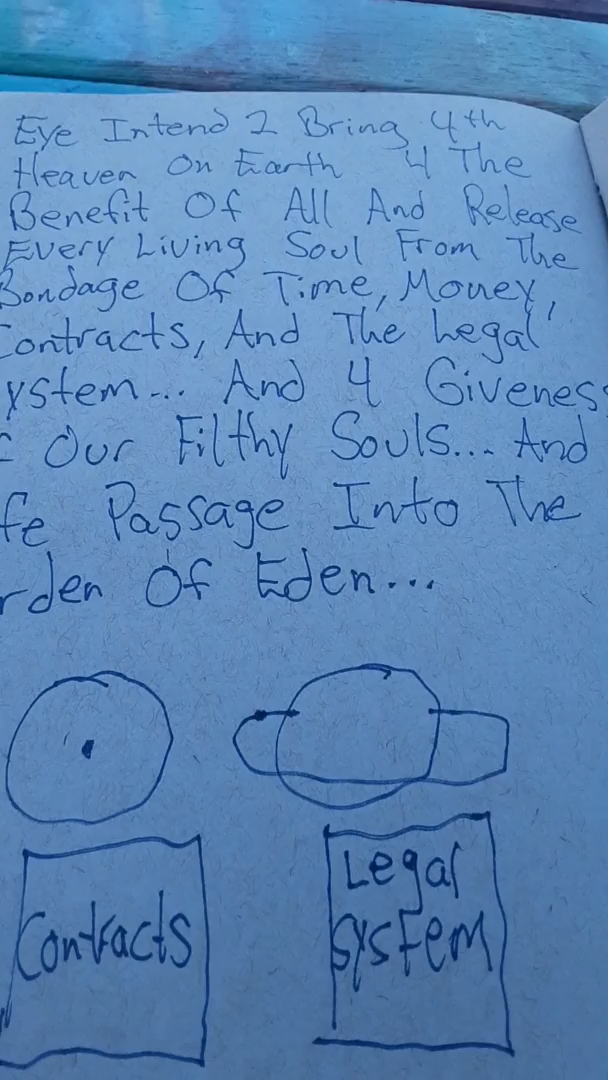 Eye Intend 2 Bring 4th
Heaven On Earth 4 The
Benefit Of All And Release
Every Living Soul From The
Bondage Of Time, Money,
Contracts, And The Legal
ystem... And 4 Giveness
Our Filthy Souls... And
fe Passage Into The
rden Of Eden...
Contracts
Legal
System